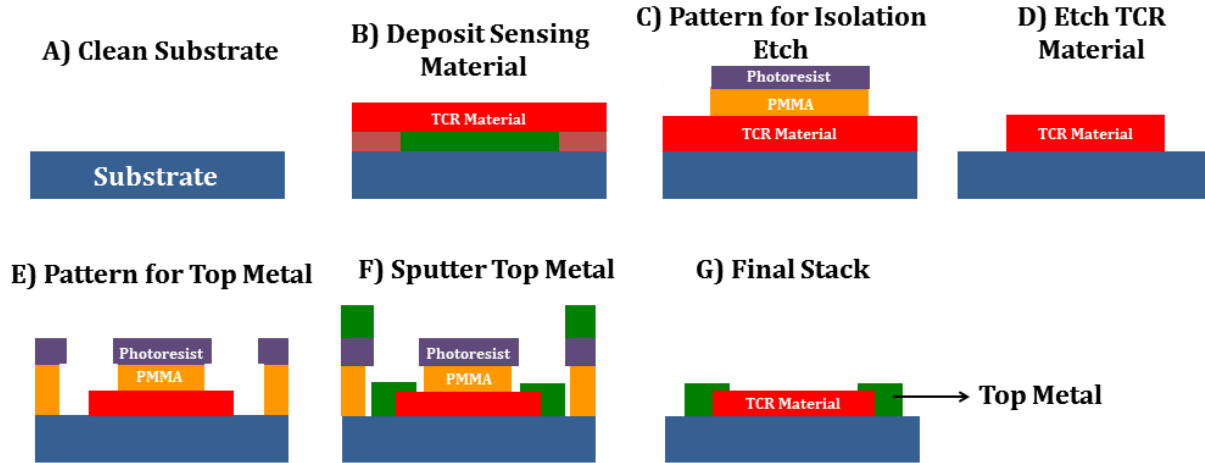 A) Clean Substrate
Substrate
B) Deposit Sensing
Material
TCR Material
C) Pattern for Isolation
Etch
Photoresist
PMMA
TCR Material
D) Etch TCR
Material
TCR Material
E) Pattern for Top Metal
Photoresist
PMMA
F) Sputter Top Metal
Photoresist
PMMA
G) Final Stack
TCR Material
Top Metal